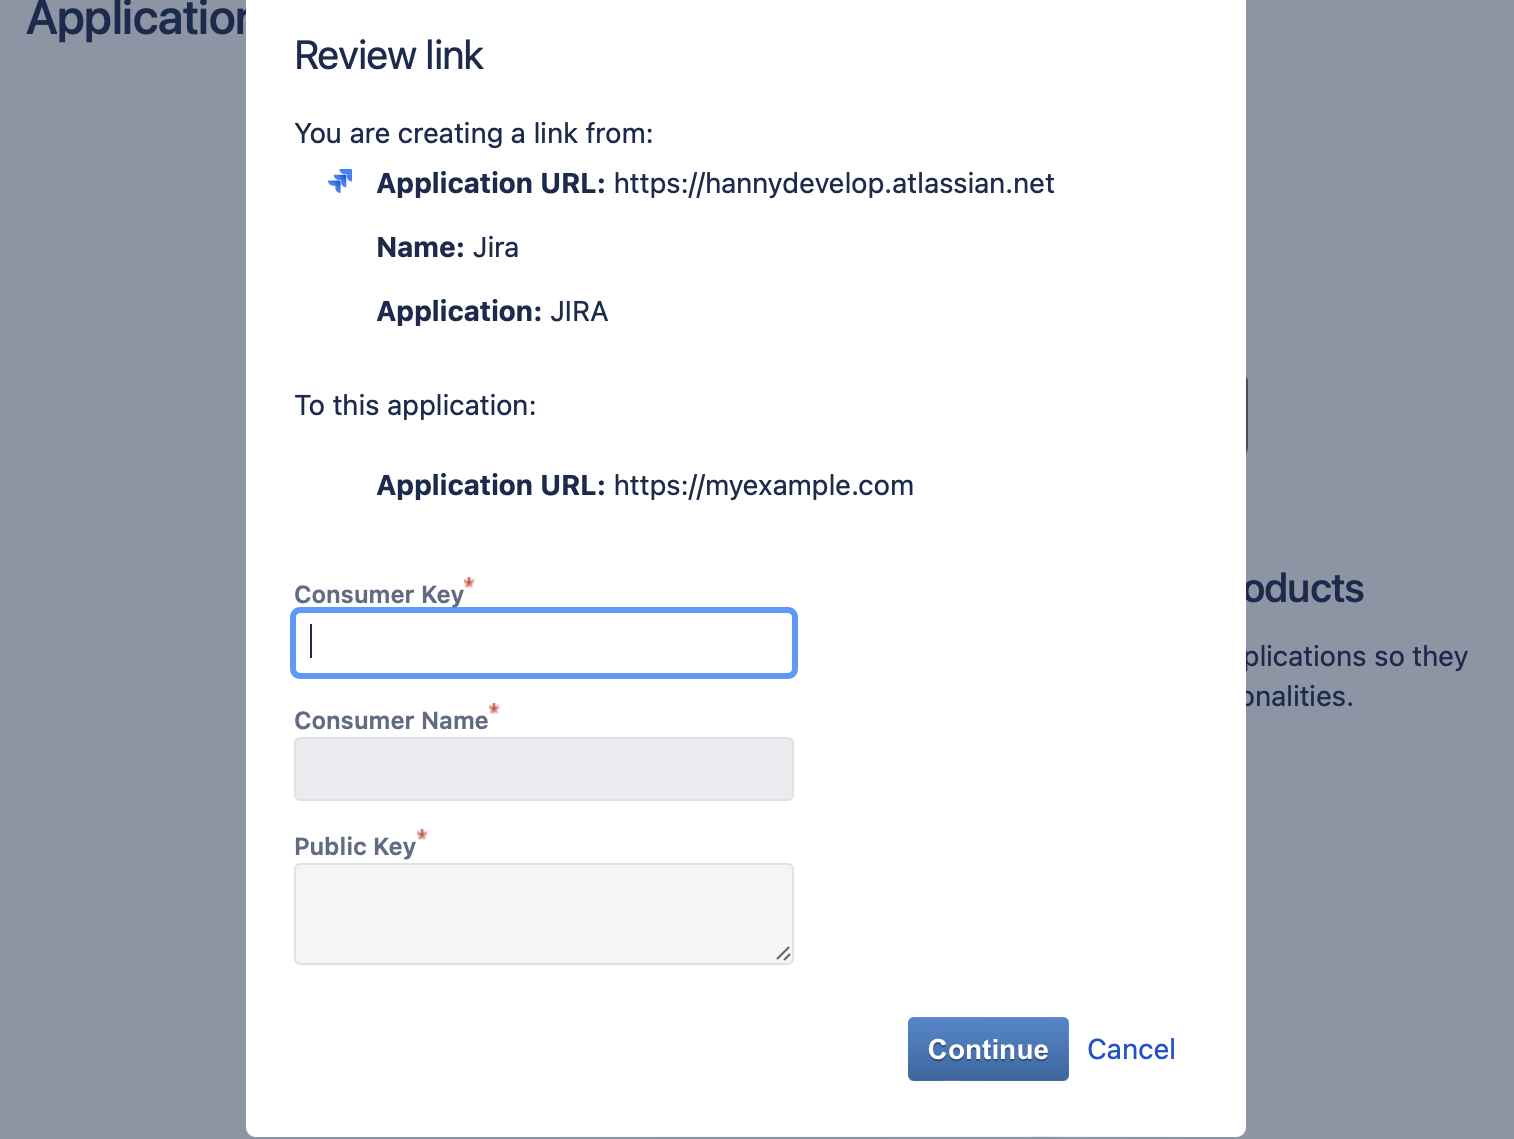 Review link
You are creating a link from:
Application URL: https://hannydevelop.atlassian.net
Name: Jira
Application: JIRA
To this application:
Application URL: https://myexample.com
Consumer Key*
Consumer Name*
Public Key*
Continue Cancel
Application
oducts
plications so they
onalities.